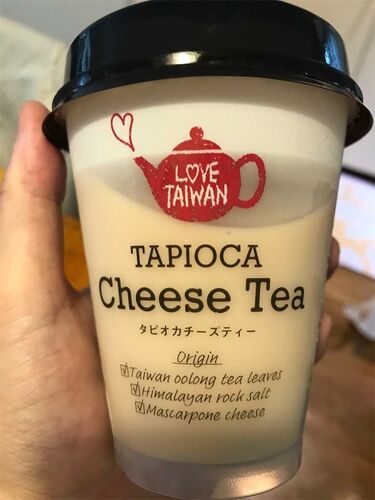 LOVE
TAIWAN
TAPIOCA
Cheese Tea
タピオカチーズティー
Origin
Taiwan oolong tea leaves
Himalayan rock salt
Mascarpone cheese